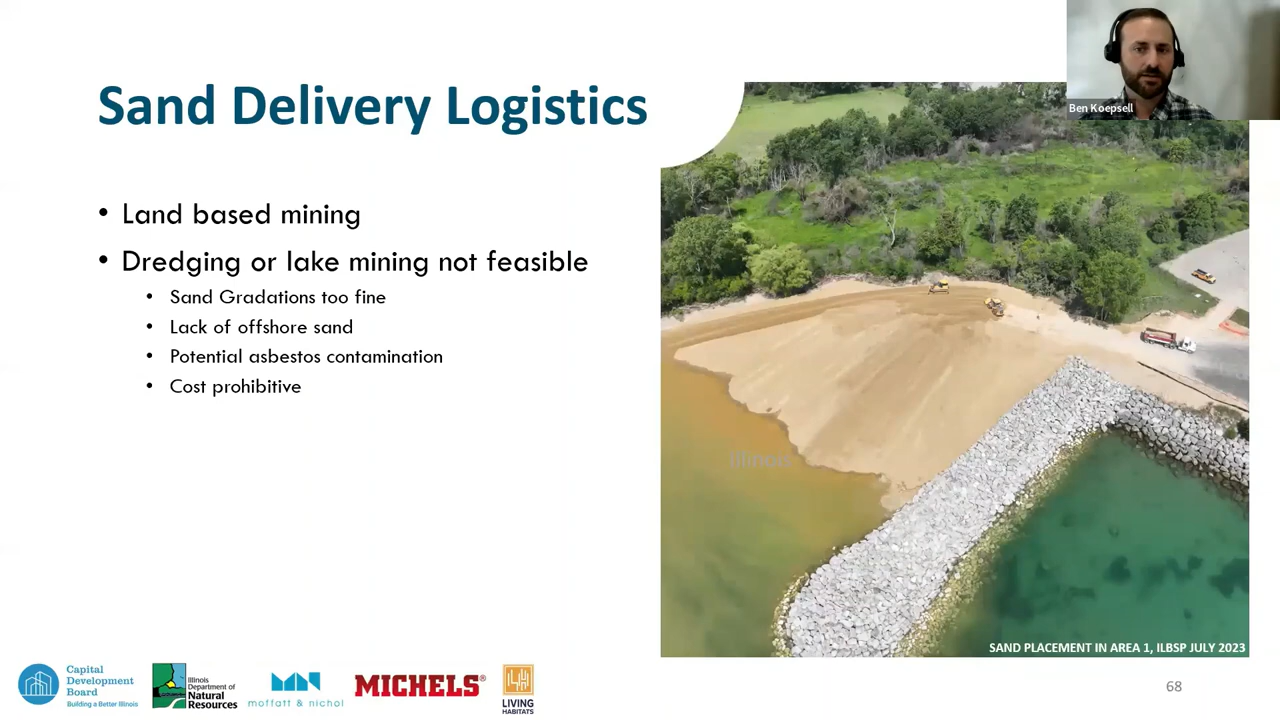 Ben Koepsell
Sand Delivery Logistics
• Land based mining
• Dredging or lake mining not feasible
• Sand Gradations too fine
• Lack of offshore sand
• Potential asbestos contamination
• Cost prohibitive
Illinois
SAND PLACEMENT IN AREA 1, ILBSP JULY 2023
Capital
Development
Board
Building a Better Illinois
Illinois
Department of
Natural
Resources
moffatt & nichol
MICHELS®
LIVING
HABITATS
68